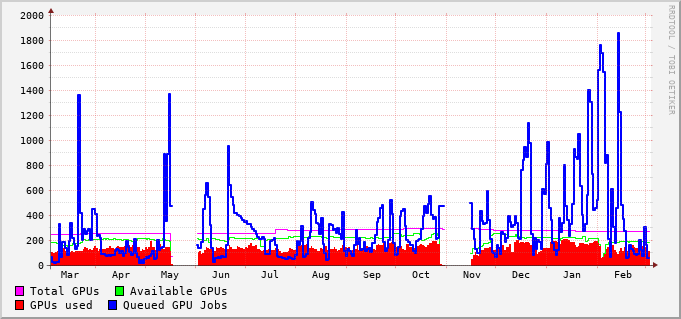 2000
1800
1600
1400
1200
1000
800
600
400
200
0
Mar Apr May Jun Jul Aug Sep Oct Nov Dec Jan Feb
Total GPUs Available GPUs
GPUs used Queued GPU Jobs
RRDTOOL / TOBI OETIKER